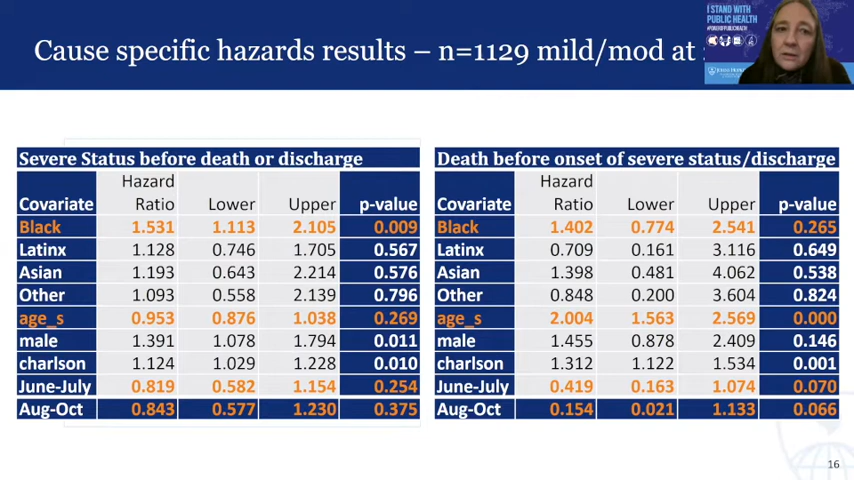 Cause specific hazards results – n=1129 mild/mod at
I STAND WITH
PUBLIC HEALTH
Severe Status before death or discharge
Covariate Hazard Ratio Lower Upper p-value
Black 1.531 1.113 2.105 0.009
Latinx 1.128 0.746 1.705 0.567
Asian 1.193 0.643 2.214 0.576
Other 1.093 0.558 2.139 0.796
age_s 0.953 0.876 1.038 0.269
male 1.391 1.078 1.794 0.011
charlson 1.124 1.029 1.228 0.010
June-July 0.819 0.582 1.154 0.254
Aug-Oct 0.843 0.577 1.230 0.375
Death before onset of severe status/discharge
Covariate Hazard Ratio Lower Upper p-value
Black 1.402 0.774 2.541 0.265
Latinx 0.709 0.161 3.116 0.649
Asian 1.398 0.481 4.062 0.538
Other 0.848 0.200 3.604 0.824
age_s 2.004 1.563 2.569 0.000
male 1.455 0.878 2.409 0.146
charlson 1.312 1.122 1.534 0.001
June-July 0.419 0.163 1.074 0.070
Aug-Oct 0.154 0.021 1.133 0.066
16